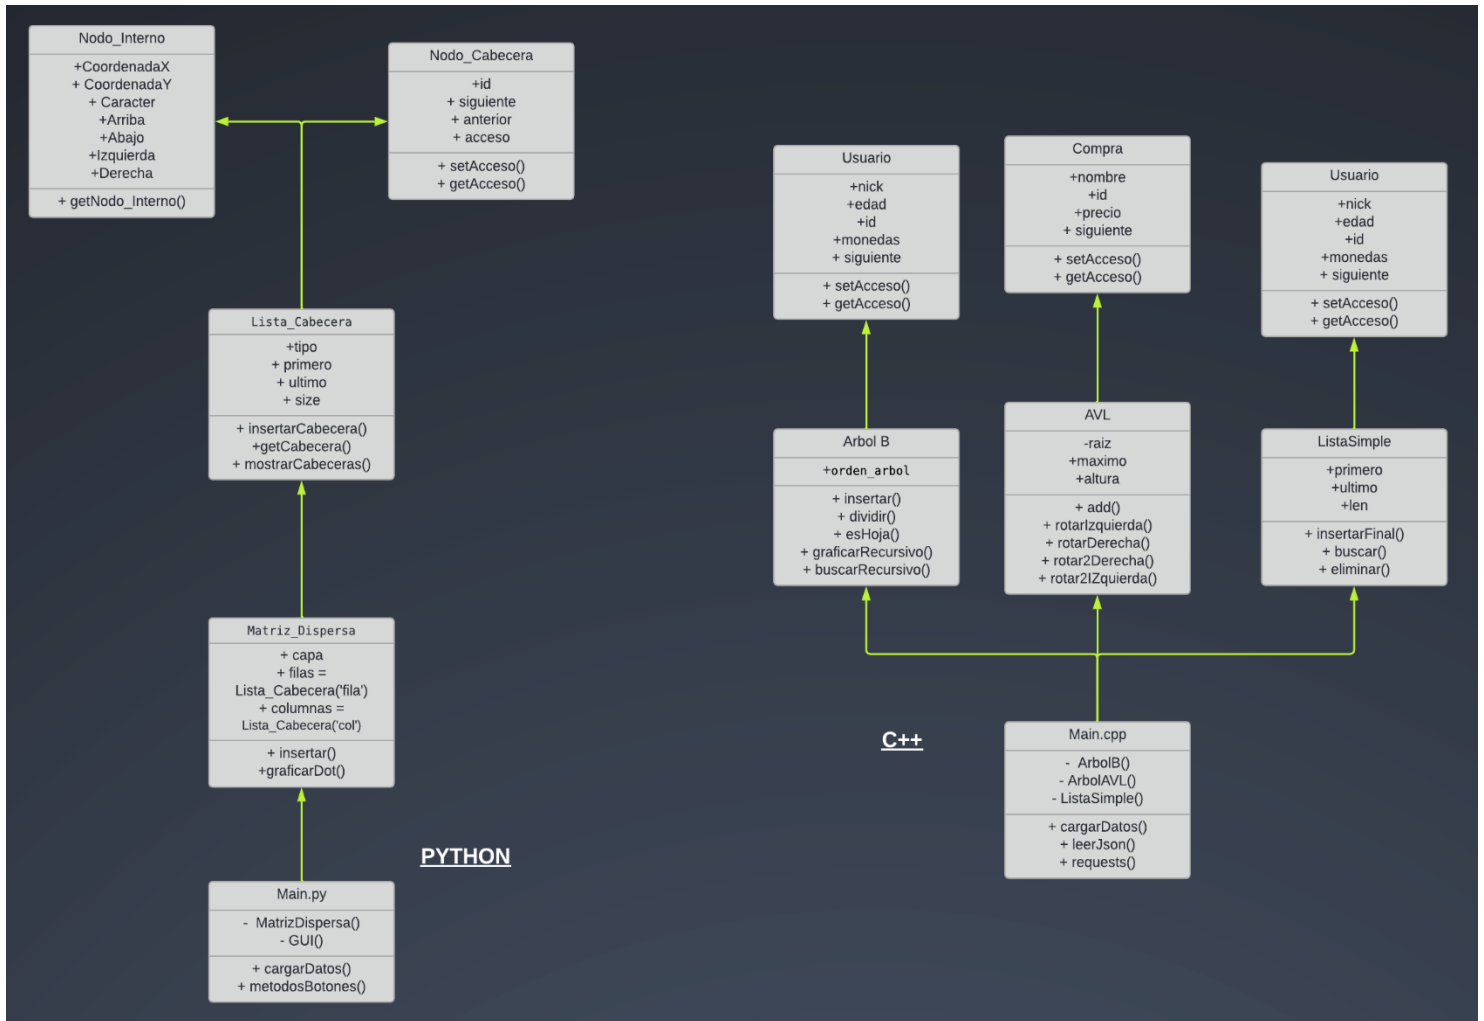 Nodo_Interno
+CoordenadaX
+ CoordenadaY
+ Caracter
+Arriba
+Abajo
+Izquierda
+Derecha
+ getNodo_Interno()
Nodo_Cabecera
+id
+ siguiente
+ anterior
+ acceso
+ setAcceso()
+ getAcceso()
Lista_Cabecera
+tipo
+ primero
+ ultimo
+ size
+ insertarCabecera()
+getCabecera()
+ mostrarCabeceras()
Matriz_Dispersa
+ capa
+ filas =
Lista_Cabecera('fila')
+ columnas =
Lista_Cabecera('col')
+ insertar()
+graficarDot()
PYTHON
Main.py
- MatrizDispersa()
- GUI()
+ cargarDatos()
+ metodosBotones()
Usuario
+nick
+edad
+id
+monedas
+ siguiente
+ setAcceso()
+ getAcceso()
Compra
+nombre
+id
+precio
+ siguiente
+ setAcceso()
+ getAcceso()
Usuario
+nick
+edad
+id
+monedas
+ siguiente
+ setAcceso()
+ getAcceso()
Arbol B
+orden_arbol
+ insertar()
+ dividir()
+ esHoja()
+ graficarRecursivo()
+ buscarRecursivo()
AVL
-raiz
+maximo
+altura
+ add()
+ rotarIzquierda()
+ rotarDerecha()
+ rotar2Derecha()
+ rotar2IZquierda()
ListaSimple
+primero
+ultimo
+len
+ insertarFinal()
+ buscar()
+ eliminar()
C++
Main.cpp
- ArbolB()
- ArbolAVL()
- ListaSimple()
+ cargarDatos()
+ leerJson()
+ requests()